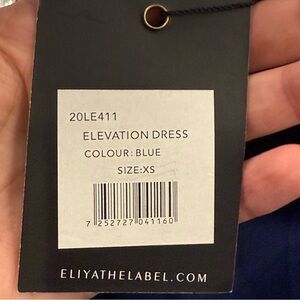 20LE411
ELEVATION DRESS
COLOUR: BLUE
SIZE:XS
7 252727 041160
ELIYATHELABEL.COM